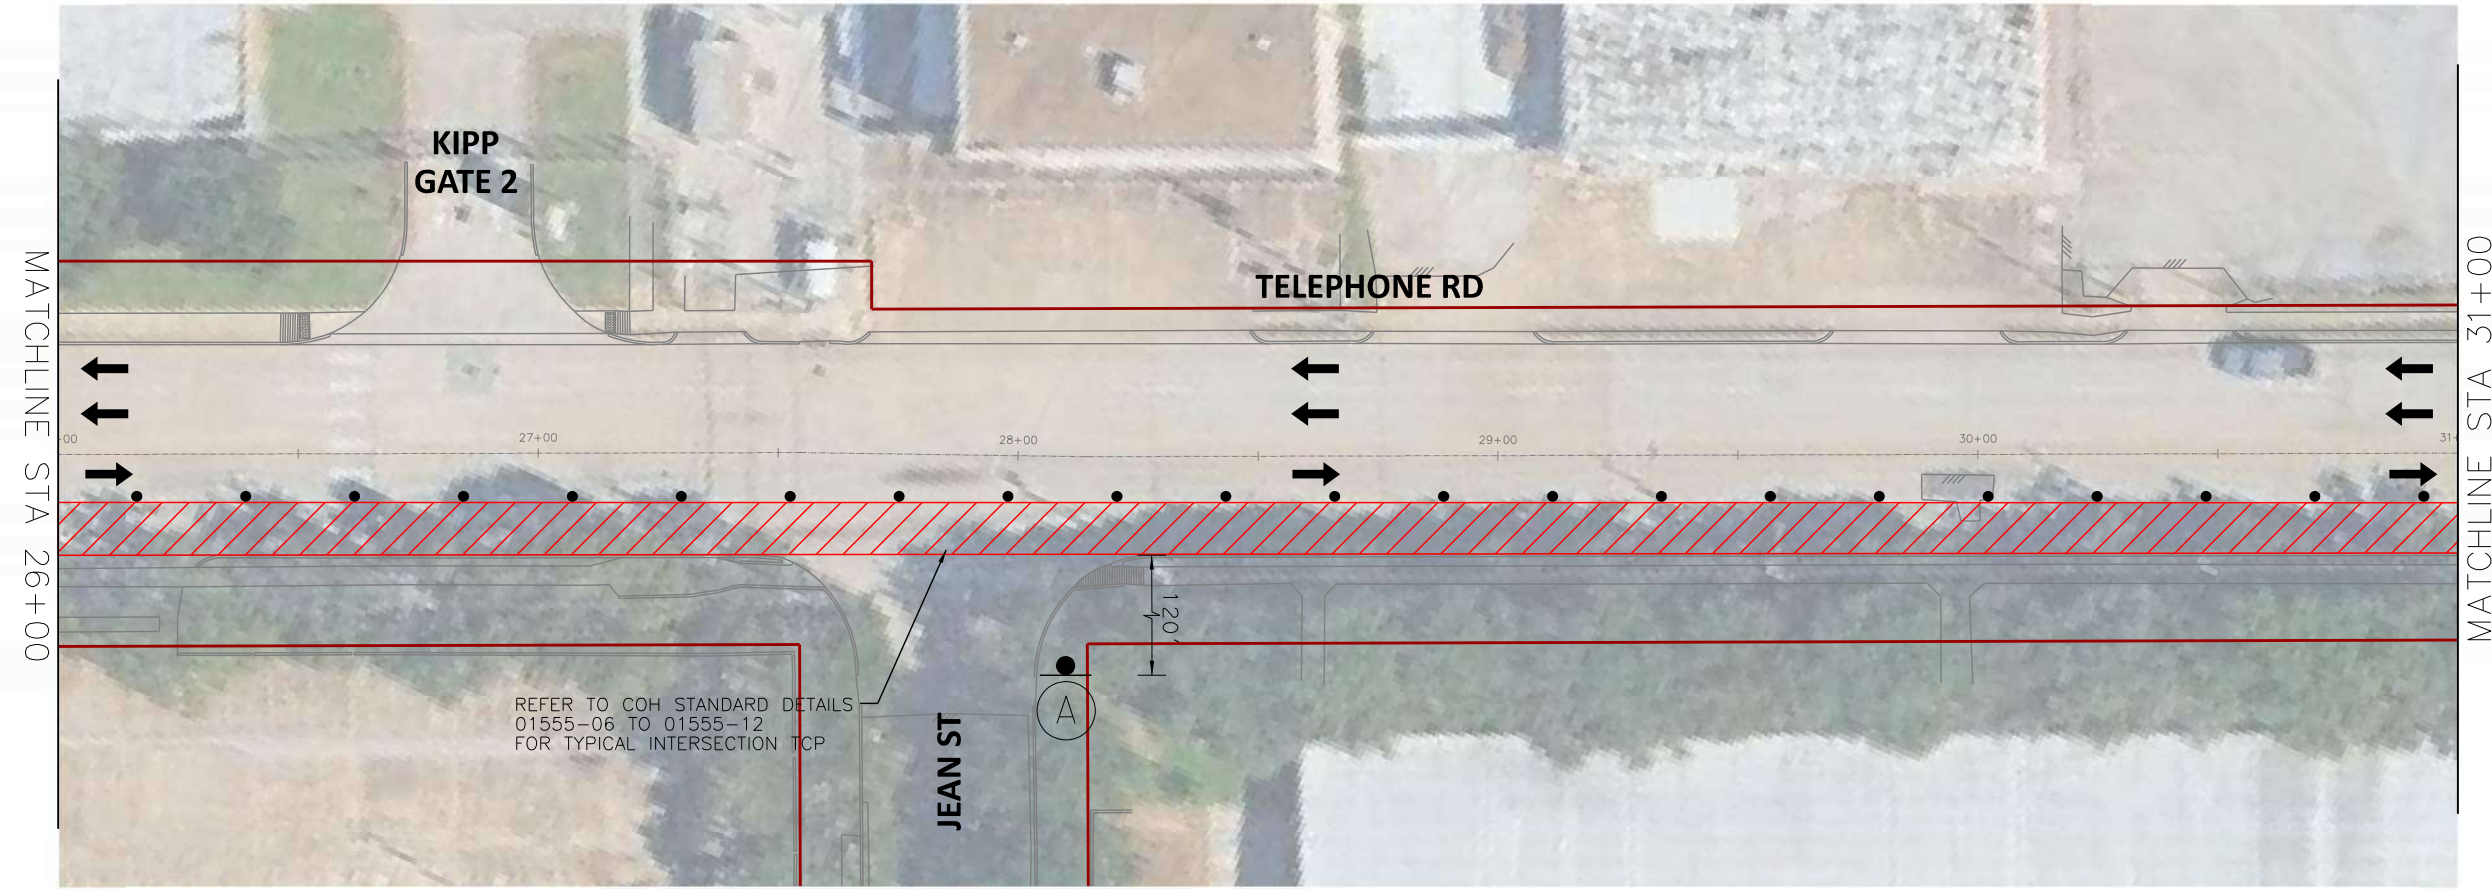 KIPP
GATE 2
TELEPHONE RD
MATCHLINE STA 26+00
MATCHLINE STA 31+00
00
27+00
28+00
29+00
30+00
31+
120'
REFER TO COH STANDARD DETAILS
01555-06 TO 01555-12
FOR TYPICAL INTERSECTION TCP
A
JEAN ST